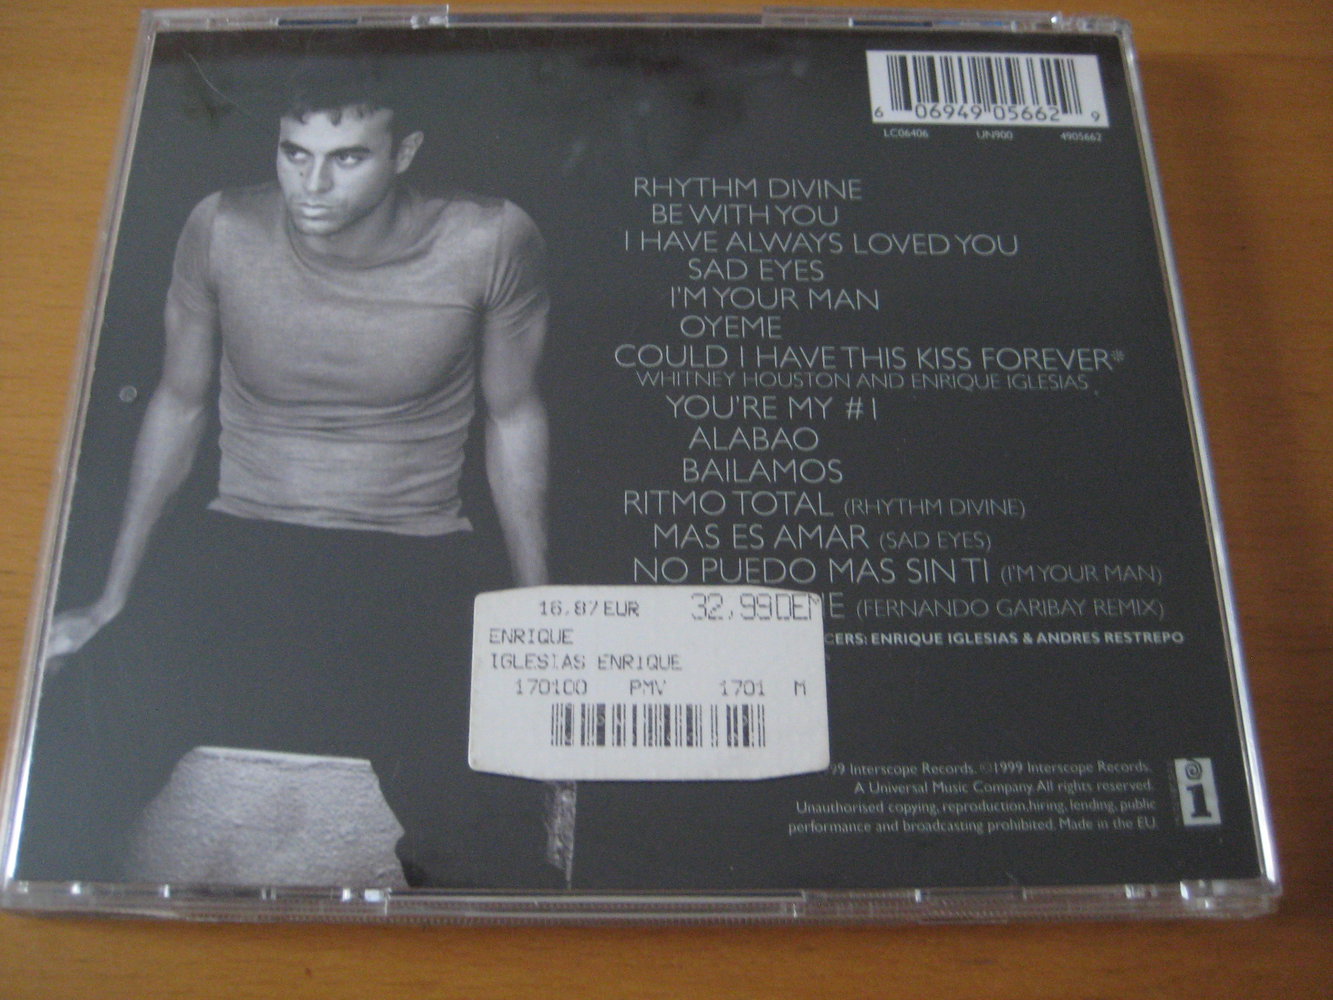 6 06949 05662 9
LC06406 UN900 4905662
RHYTHM DIVINE
BE WITH YOU
I HAVE ALWAYS LOVED YOU
SAD EYES
I'M YOUR MAN
OYEME
COULD I HAVE THIS KISS FOREVER*
WHITNEY HOUSTON AND ENRIQUE IGLESIAS
YOU'RE MY #1
ALABAO
BAILAMOS
RITMO TOTAL (RHYTHM DIVINE)
MAS ES AMAR (SAD EYES)
NO PUEDO MAS SIN TI (I'M YOUR MAN)
(FERNANDO GARIBAY REMIX)
ENRIQUE IGLESIAS & ANDRES RESTREPO
16,87 EUR 32,99 DEM
ENRIQUE
IGLESIAS ENRIQUE
170100 PMV 1701 M
Interscope Records. ©1999 Interscope Records.
A Universal Music Company. All rights reserved.
Unauthorised copying, reproduction, hiring, lending, public
performance and broadcasting prohibited. Made in the EU.
i